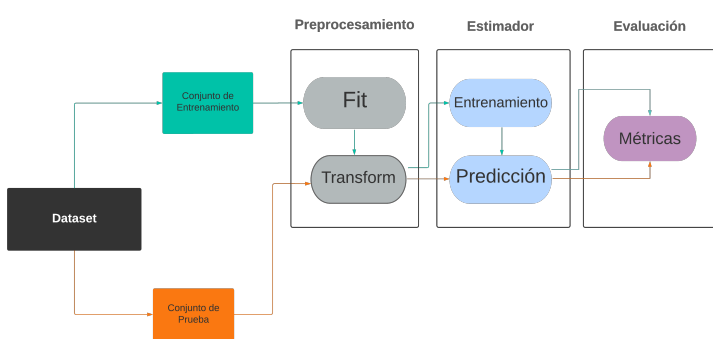 Preprocesamiento
Estimador
Evaluación
Conjunto de
Entrenamiento
Fit
Entrenamiento
Métricas
Transform
Predicción
Dataset
Conjunto de
Prueba